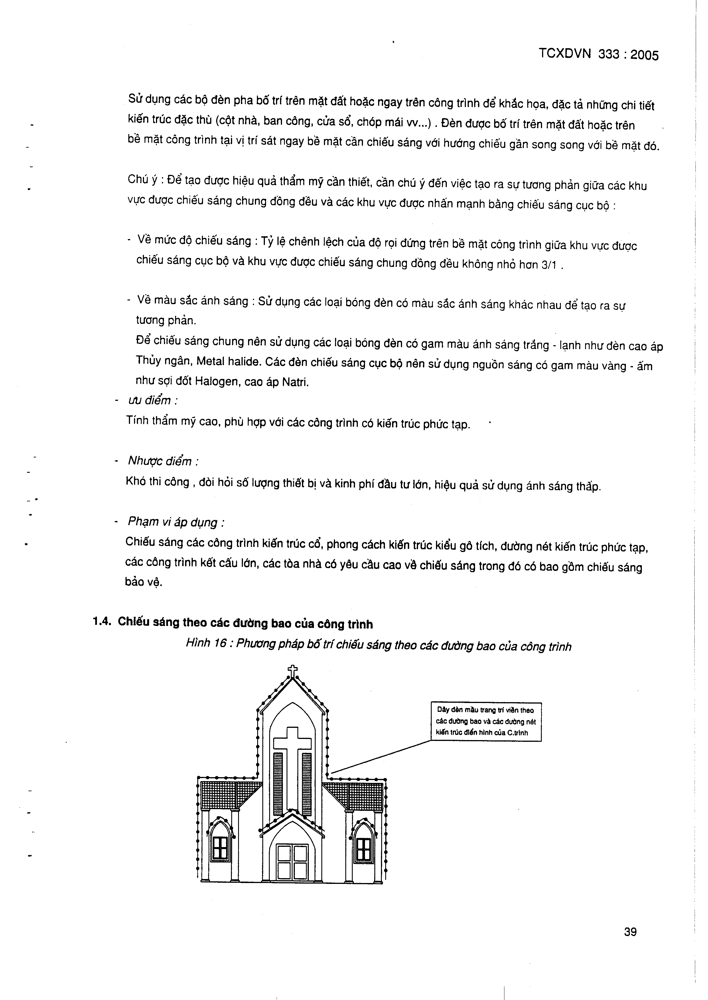 TCXDVN 333 : 2005
Sử dụng các bộ đèn pha bố trí trên mặt đất hoặc ngay trên công trình để khắc họa, đặc tả những chi tiết
kiến trúc đặc thù (cột nhà, ban công, cửa sổ, chóp mái vv...) . Đèn được bố trí trên mặt đất hoặc trên
bề mặt công trình tại vị trí sát ngay bề mặt cần chiếu sáng với hướng chiếu gần song song với bề mặt đó.
Chú ý : Để tạo được hiệu quả thẩm mỹ cần thiết, cần chú ý đến việc tạo ra sự tương phản giữa các khu
vực được chiếu sáng chung đồng đều và các khu vực được nhấn mạnh bằng chiếu sáng cục bộ :
- Về mức độ chiếu sáng : Tỷ lệ chênh lệch của độ rọi đứng trên bề mặt công trình giữa khu vực được
chiếu sáng cục bộ và khu vực được chiếu sáng chung đồng đều không nhỏ hơn 3/1 .
- Về màu sắc ánh sáng : Sử dụng các loại bóng đèn có màu sắc ánh sáng khác nhau để tạo ra sự
tương phản.
Để chiếu sáng chung nên sử dụng các loại bóng đèn có gam màu ánh sáng trắng - lạnh như đèn cao áp
Thủy ngân, Metal halide. Các đèn chiếu sáng cục bộ nên sử dụng nguồn sáng có gam màu vàng - ấm
như sợi đốt Halogen, cao áp Natri.
- ưu điểm :
Tính thẩm mỹ cao, phù hợp với các công trình có kiến trúc phức tạp.
- Nhược điểm :
Khó thi công , đòi hỏi số lượng thiết bị và kinh phí đầu tư lớn, hiệu quả sử dụng ánh sáng thấp.
- Phạm vi áp dụng :
Chiếu sáng các công trình kiến trúc cổ, phong cách kiến trúc kiểu gô tích, đường nét kiến trúc phức tạp,
các công trình kết cấu lớn, các tòa nhà có yêu cầu cao về chiếu sáng trong đó có bao gồm chiếu sáng
bảo vệ.
1.4. Chiếu sáng theo các đường bao của công trình
Hình 16 : Phương pháp bố trí chiếu sáng theo các đường bao của công trình
Dây đèn mầu trang trí viền theo
các đường bao và các đường nét
kiến trúc điển hình của C.trình
39